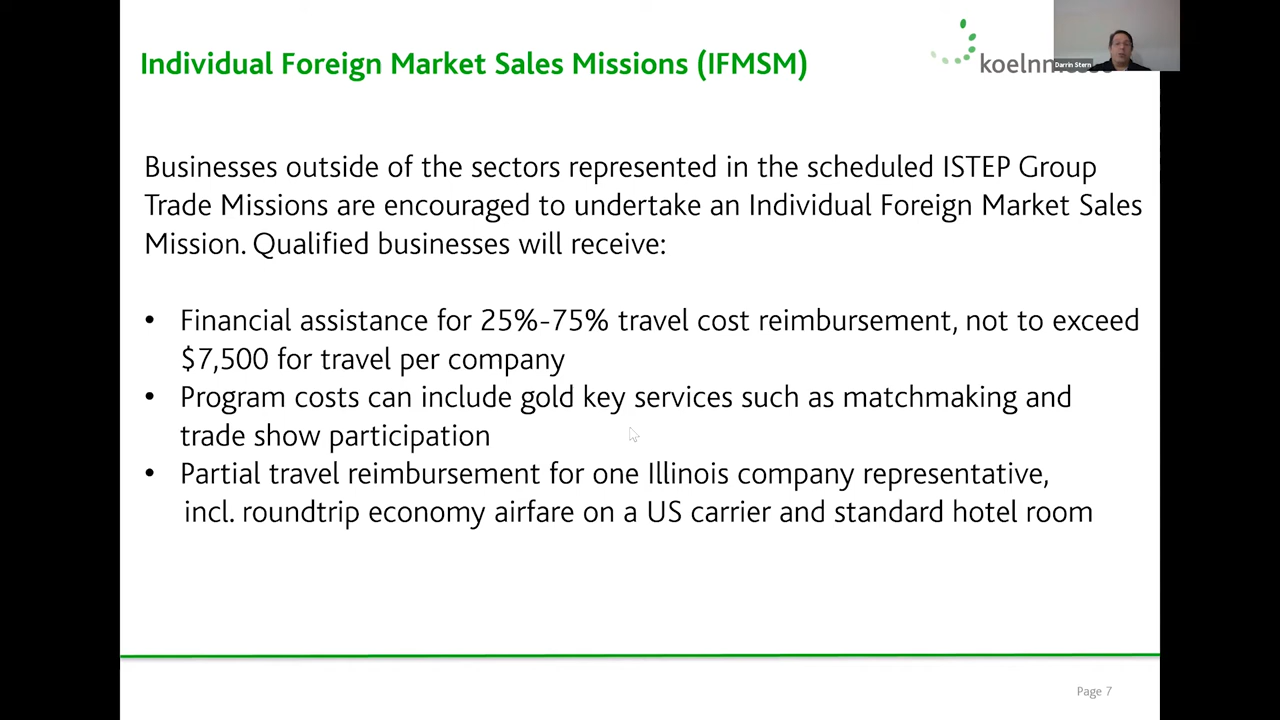 Individual Foreign Market Sales Missions (IFMSM)
Darrin Stern
Businesses outside of the sectors represented in the scheduled ISTEP Group
Trade Missions are encouraged to undertake an Individual Foreign Market Sales
Mission. Qualified businesses will receive:
• Financial assistance for 25%-75% travel cost reimbursement, not to exceed
$7,500 for travel per company
• Program costs can include gold key services such as matchmaking and
trade show participation
• Partial travel reimbursement for one Illinois company representative,
incl. roundtrip economy airfare on a US carrier and standard hotel room
Page 7